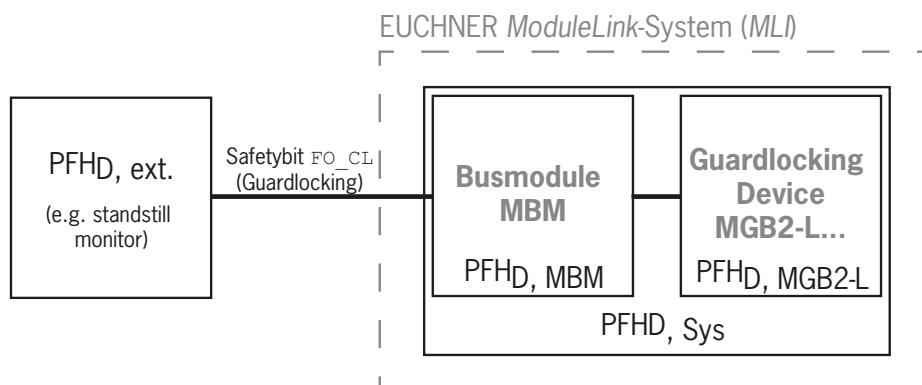 EUCHNER ModuleLink-System (MLI)
PFHD, ext.
(e.g. standstill
monitor)
Safetybit FO_CL
(Guardlocking)
Busmodule
MBM
PFHD, MBM
Guardlocking
Device
MGB2-L...
PFHD, MGB2-L
PFHD, Sys